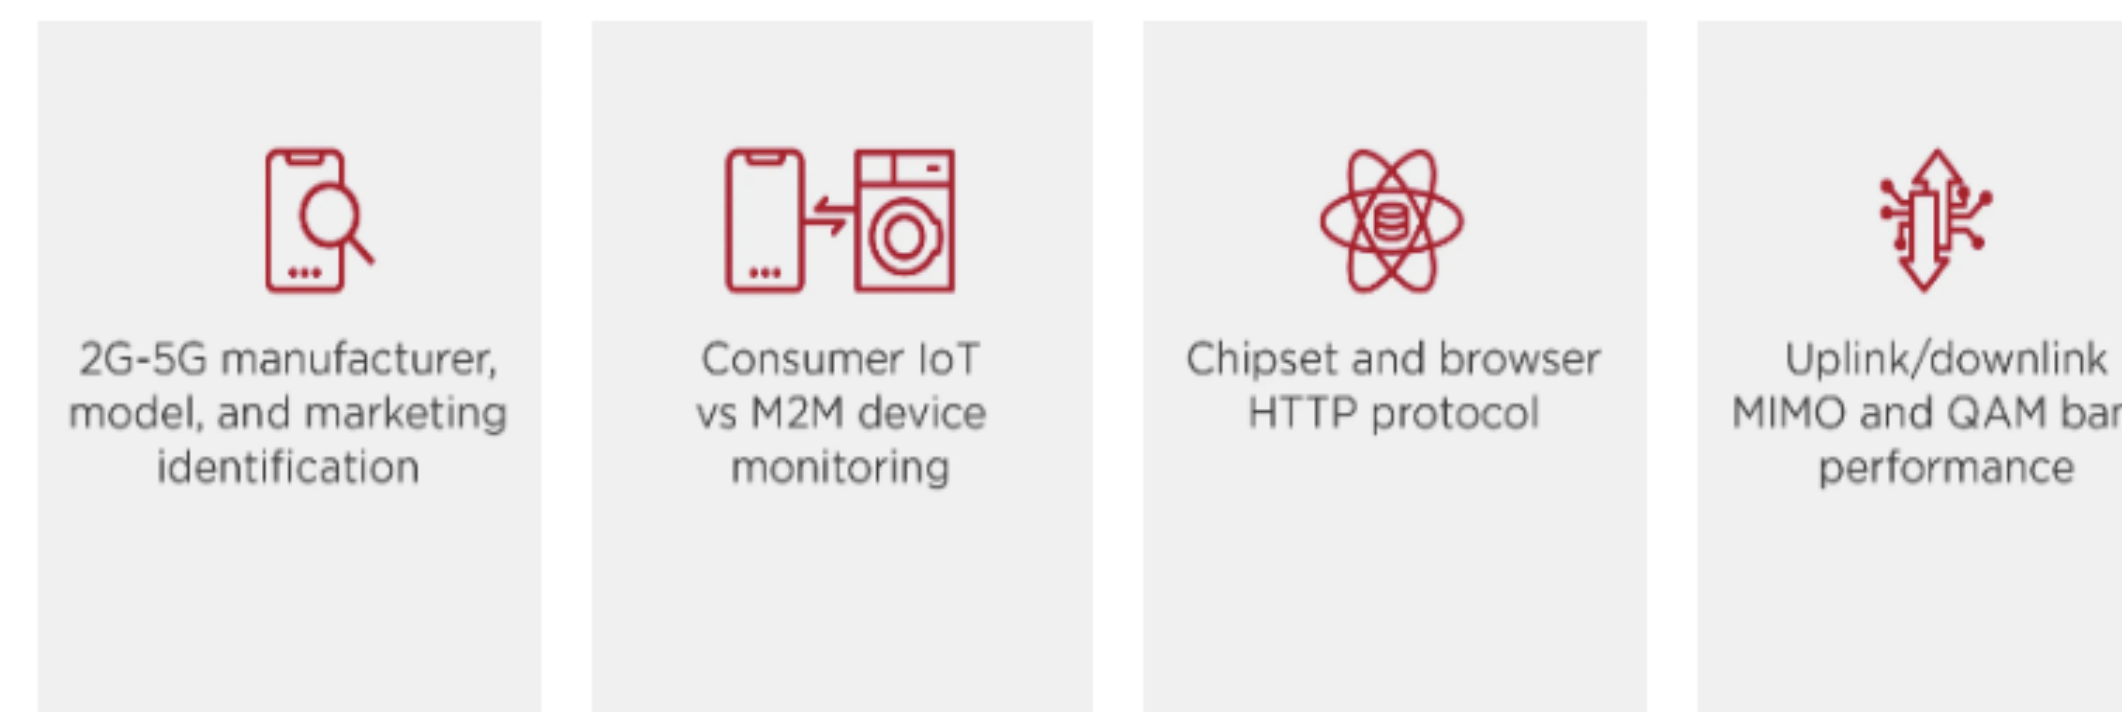 2G-5G manufacturer,
model, and marketing
identification
Consumer IoT
vs M2M device
monitoring
Chipset and browser
HTTP protocol
Uplink/downlink
MIMO and QAM
performance